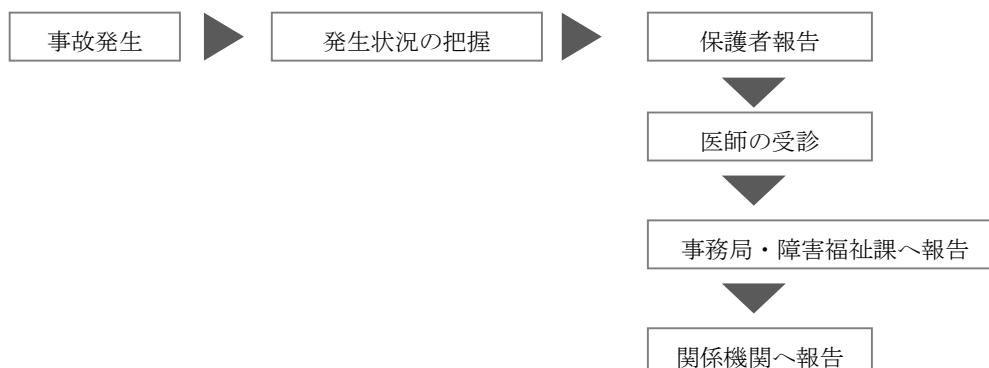 事故発生
発生状況の把握
保護者報告
医師の受診
事務局・障害福祉課へ報告
関係機関へ報告